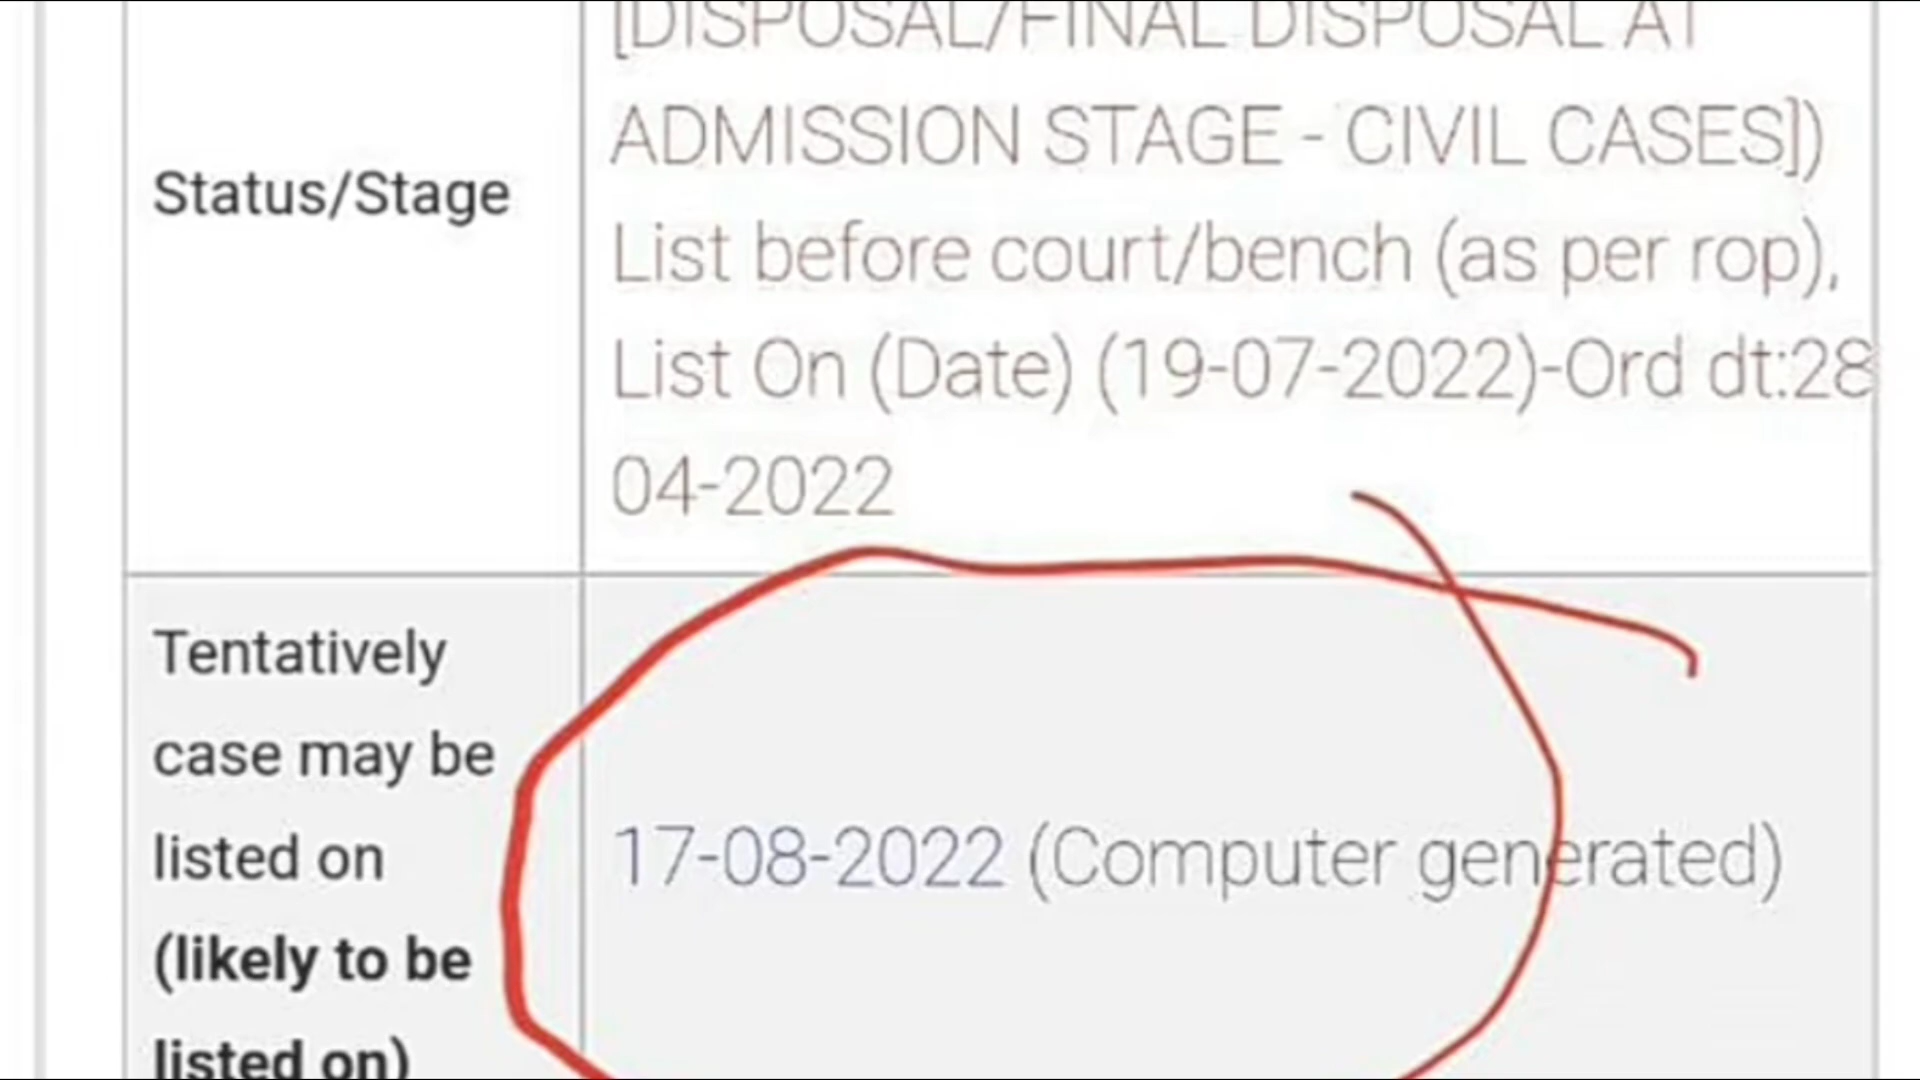 [DISPOSAL/FINAL DISPOSAL AT
ADMISSION STAGE - CIVIL CASES])
Status/Stage
List before court/bench (as per rop),
List On (Date) (19-07-2022)-Ord dt:28
04-2022
Tentatively
case may be
listed on
17-08-2022 (Computer generated)
(likely to be
listed on)